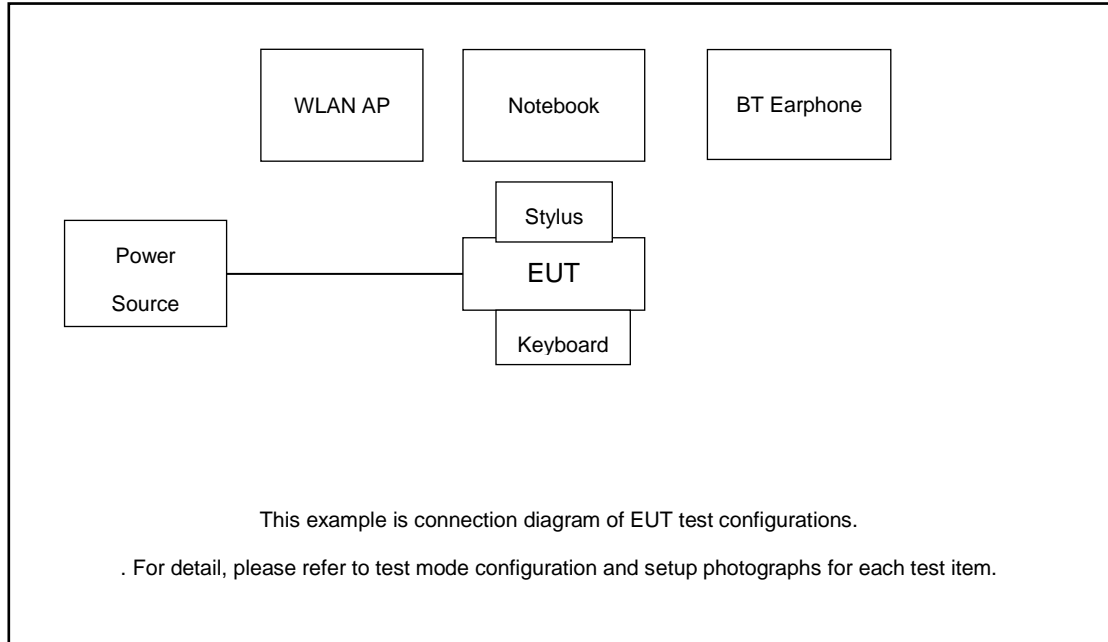 WLAN AP
Notebook
BT Earphone
Stylus
Power
Source
EUT
Keyboard
This example is connection diagram of EUT test configurations.
. For detail, please refer to test mode configuration and setup photographs for each test item.